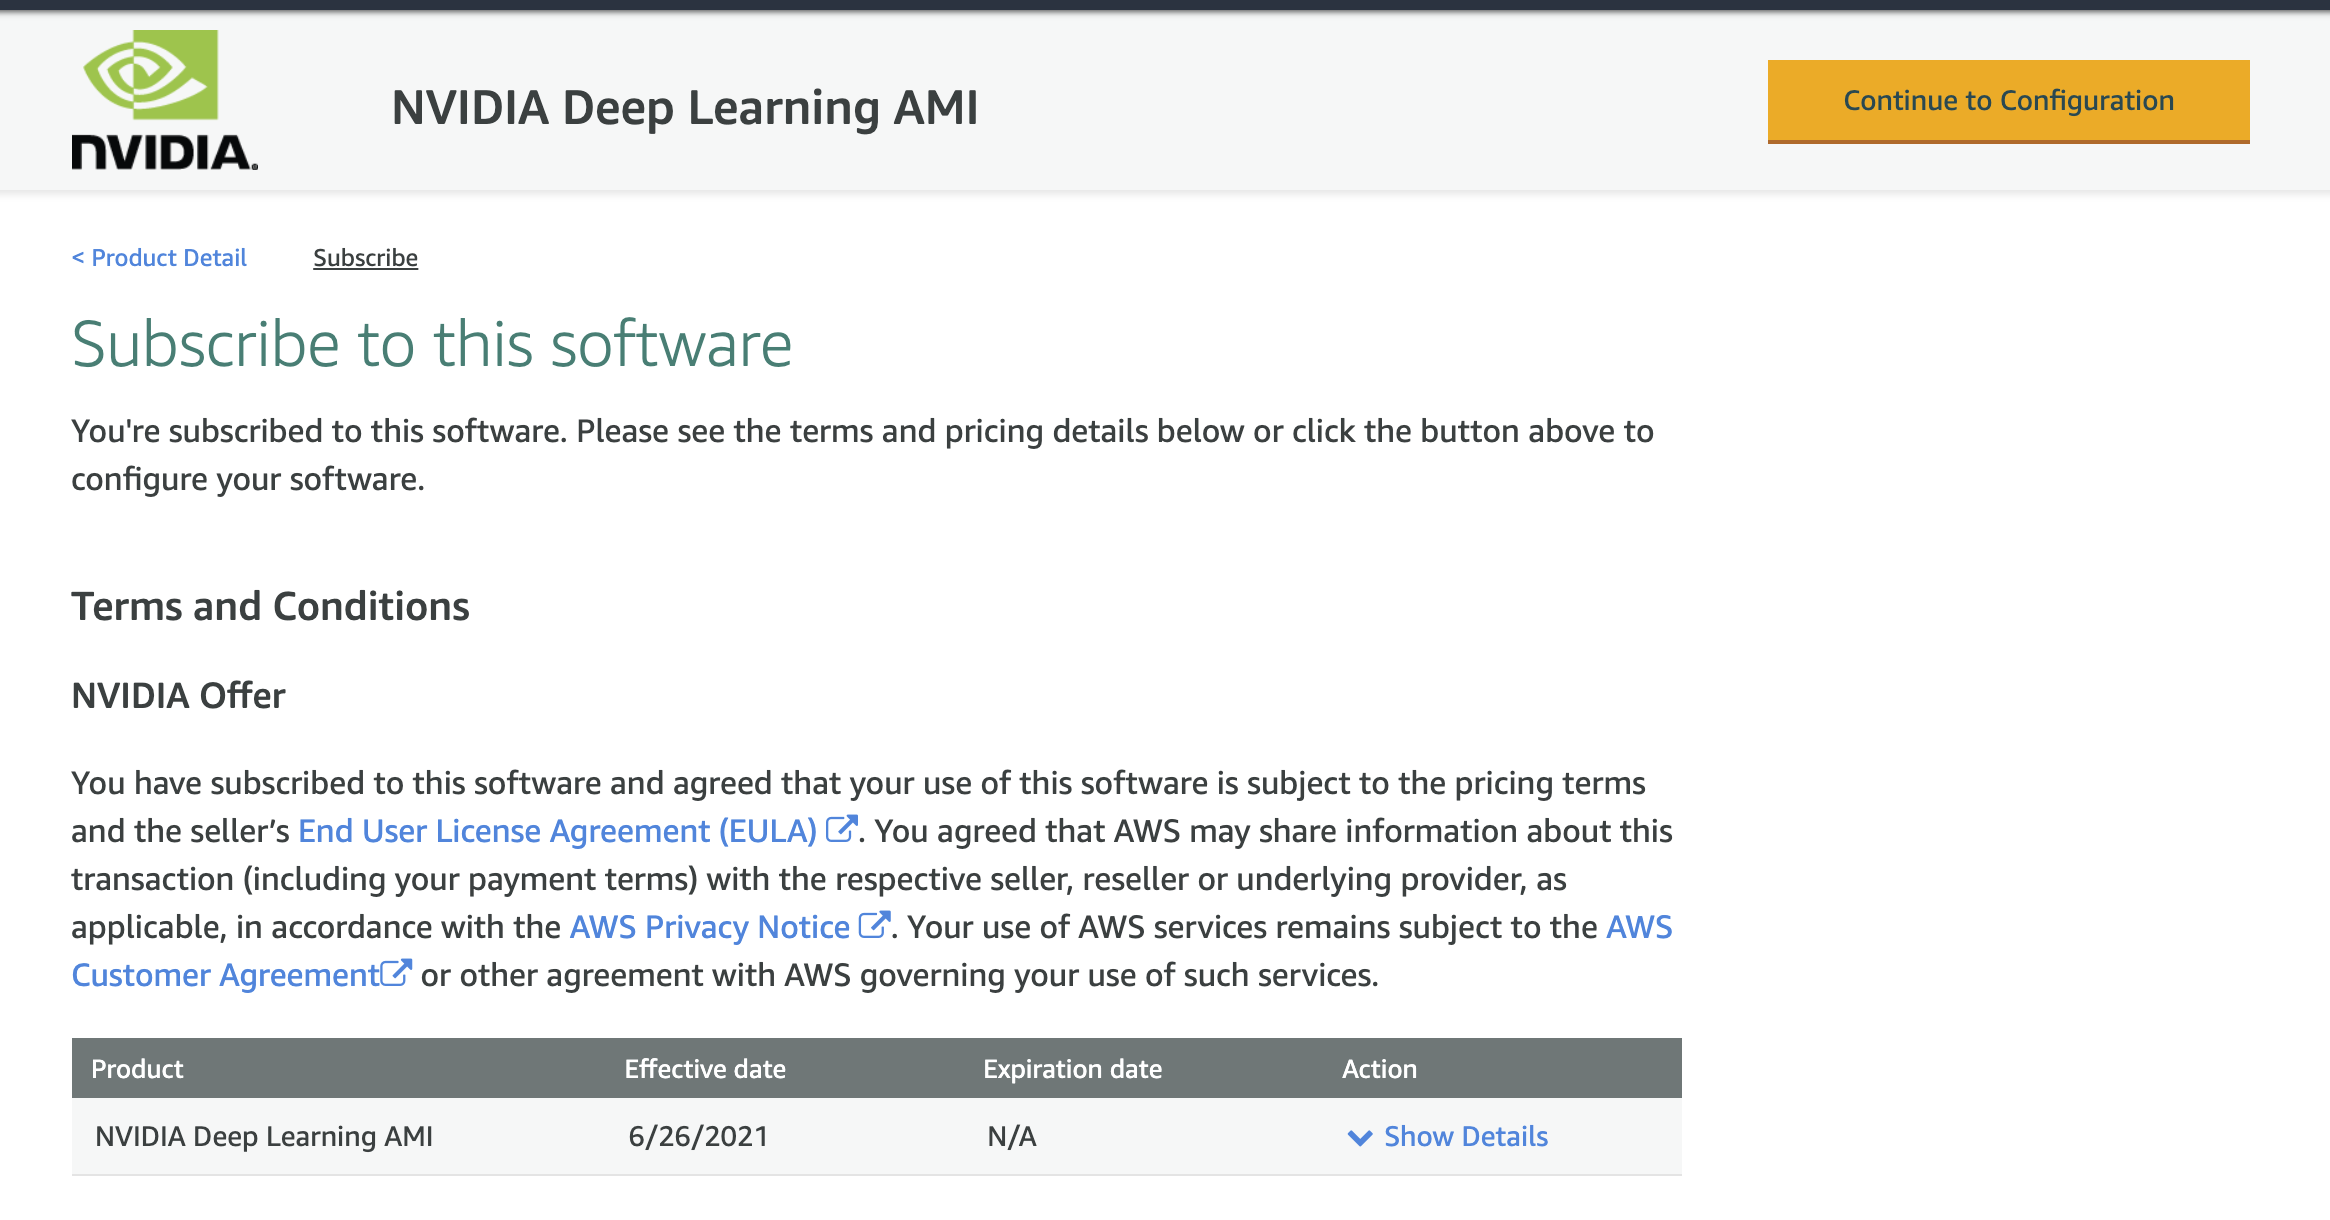 NVIDIA.
NVIDIA Deep Learning AMI
Continue to Configuration
< Product Detail
Subscribe
Subscribe to this software
You're subscribed to this software. Please see the terms and pricing details below or click the button above to
configure your software.
Terms and Conditions
NVIDIA Offer
You have subscribed to this software and agreed that your use of this software is subject to the pricing terms
and the seller’s End User License Agreement (EULA). You agreed that AWS may share information about this
transaction (including your payment terms) with the respective seller, reseller or underlying provider, as
applicable, in accordance with the AWS Privacy Notice. Your use of AWS services remains subject to the AWS
Customer Agreement or other agreement with AWS governing your use of such services.
Product Effective date Expiration date Action
NVIDIA Deep Learning AMI 6/26/2021 N/A Show Details